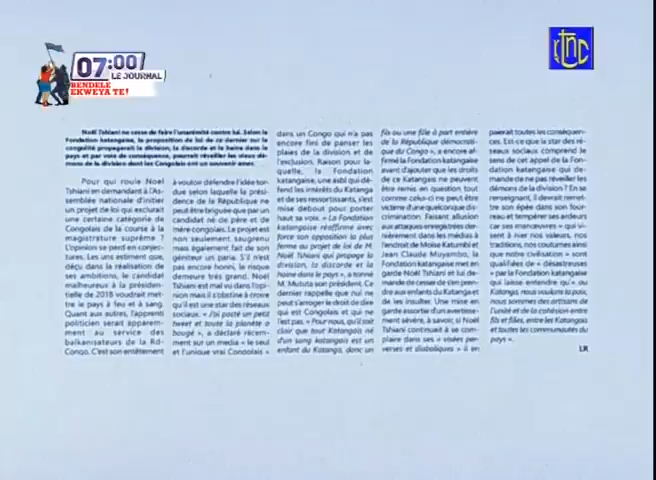 07:00
LE JOURNAL
BENDELE
EKWEYA TE!
rtnc
Noël Tshiani ne cesse de faire l'unanimité contre lui. Selon la
Fondation katangaise, la proposition de loi de ce dernier sur la
congolité propagerait la division, la discorde et la haine dans le
pays et par voie de conséquence, pourrait réveiller les vieux dé-
mons de la division dont les Congolais ont un souvenir amer.
Pour qui roule Noël
Tshiani en demandant à l'As-
semblée nationale d'initier
un projet de loi qui exclurait
une certaine catégorie de
Congolais de la course à la
magistrature suprême ?
L'opinion se perd en conjec-
tures. Les uns estiment que,
déçu dans la réalisation de
ses ambitions, le candidat
malheureux à la présiden-
tielle de 2018 voudrait met-
tre le pays à feu et à sang.
Quant aux autres, l'apprenti
politicien serait apparem-
ment au service des
balkanisateurs de la Rd-
Congo. C'est son entêtement
à vouloir défendre l'idée tor-
due selon laquelle la prési-
dence de la République ne
peut être briguée que par un
candidat né de père et de
mère congolais. Le projet est
non seulement saugrenu
mais également fait de son
géniteur un paria. S'il n'est
pas encore honni, le risque
demeure très grand. Noël
Tshiani est mal vu dans l'opi-
nion mais il s'obstine à croire
qu'il est une star des réseaux
sociaux. « J'ai posté un petit
tweet et toute la planète a
bougé », a déclaré récem-
ment sur un media « le seul
et l'unique vrai Congolais »
dans un Congo qui n'a pas
encore fini de panser les
plaies de la division et de
l'exclusion. Raison pour la-
quelle, la Fondation
katangaise, une asbl qui dé-
fend les intérêts du Katanga
et de ses ressortissants, s'est
mise debout pour porter
haut sa voix. « La Fondation
katangaise réaffirme avec
force son opposition la plus
ferme au projet de loi de M.
Noël Tshiani qui propage la
division, la discorde et la
haine dans le pays », a tonné
M. Mututa son président. Ce
dernier rappelle que nul ne
peut s'arroger le droit de dire
qui est Congolais et qui ne
l'est pas. « Pour nous, qu'il soit
clair que tout Katangais né
d'un sang katangais est un
enfant du Katanga, donc un
fils ou une fille à part entière
de la République démocrati-
que du Congo », a encore af-
firmé la Fondation katangaise
avant d'ajouter que les droits
de ce Katangais ne peuvent
être remis en question tout
comme celui-ci ne peut être
victime d'une quelconque dis-
crimination. Faisant allusion
aux attaques enregistrées der-
nièrement dans les médias à
l'endroit de Moïse Katumbi et
Jean Claude Muyambo, la
Fondation katangaise met en
garde Noël Tshiani et lui de-
mande de cesser de s'en pren-
dre aux enfants du Katanga et
de les insulter. Une mise en
garde assortie d'un avertisse-
ment sévère, à savoir, si Noël
Tshiani continuait à se com-
plaire dans ses « visées per-
verses et diaboliques » il en
paierait toutes les conséquen-
ces. Est-ce que la star des ré-
seaux sociaux comprend le
sens de cet appel de la Fon-
dation katangaise qui de-
mande de ne pas réveiller les
démons de la division ? En se
renseignant, il devrait remet-
tre son épée dans son four-
reau et tempérer ses ardeurs
car ses manœuvres « qui vi-
sent à nier nos valeurs, nos
traditions, nos coutumes ainsi
que notre civilisation » sont
qualifiées de « désastreuses
» par la Fondation katangaise
qui laisse entendre qu' « au
Katanga, nous voulons la paix,
nous sommes des artisans de
l'unité et de la cohésion entre
fils et filles, entre les Katangais
et toutes les communautés du
pays ».
LR